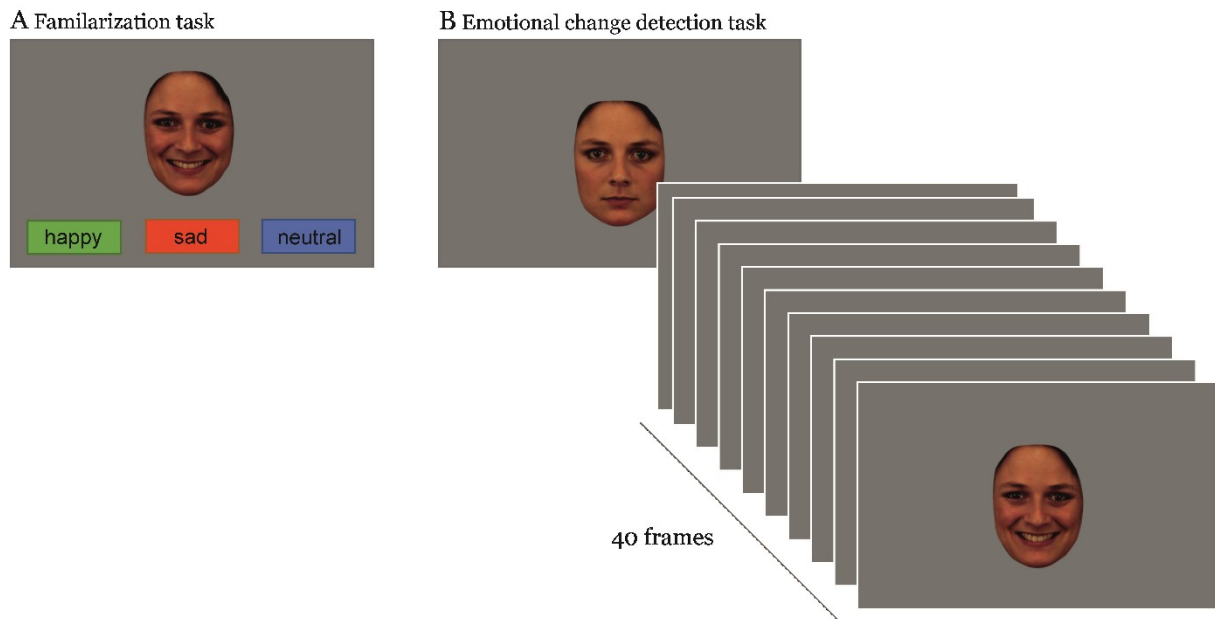 A Familarization task
B Emotional change detection task
happy
sad
neutral
40 frames